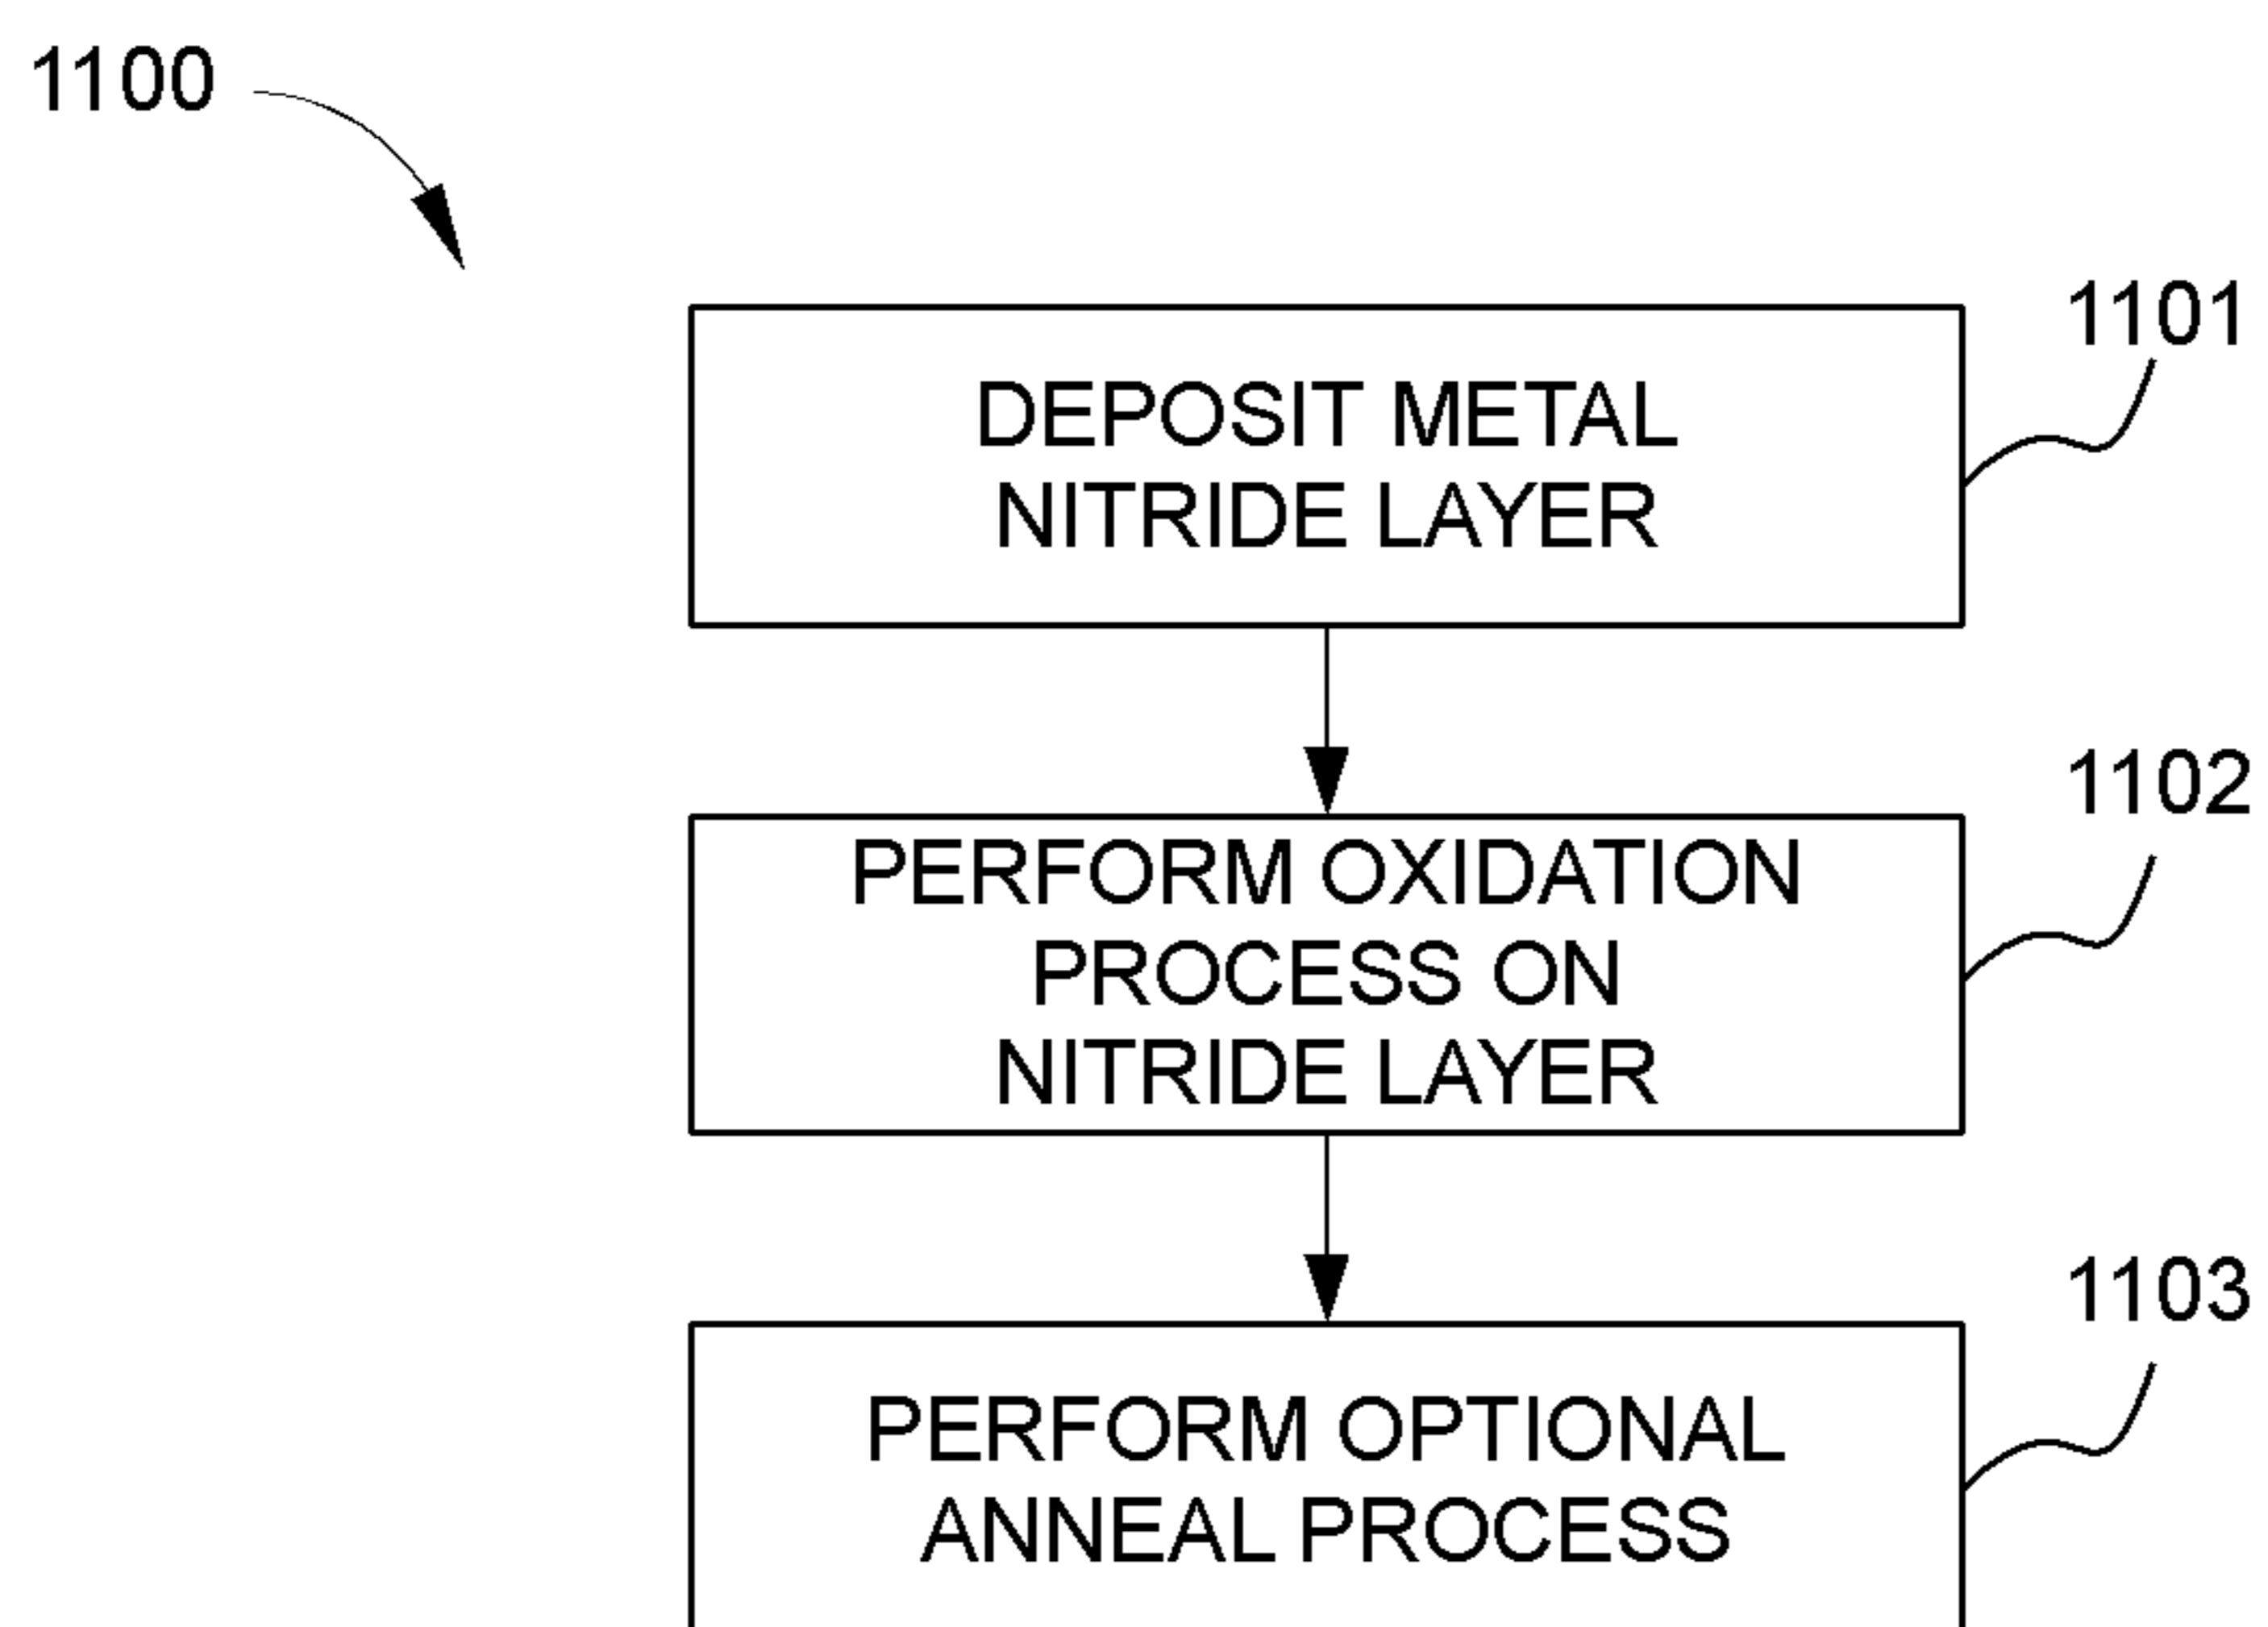 1100
1101
DEPOSIT METAL
NITRIDE LAYER
1102
PERFORM OXIDATION
PROCESS ON
NITRIDE LAYER
1103
PERFORM OPTIONAL
ANNEAL PROCESS